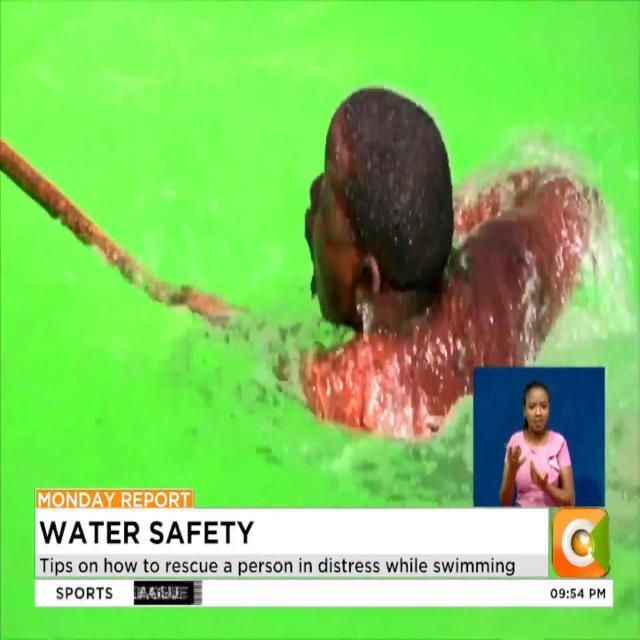 MONDAY REPORT
WATER SAFETY
Tips on how to rescue a person in distress while swimming
SPORTS
09:54 PM